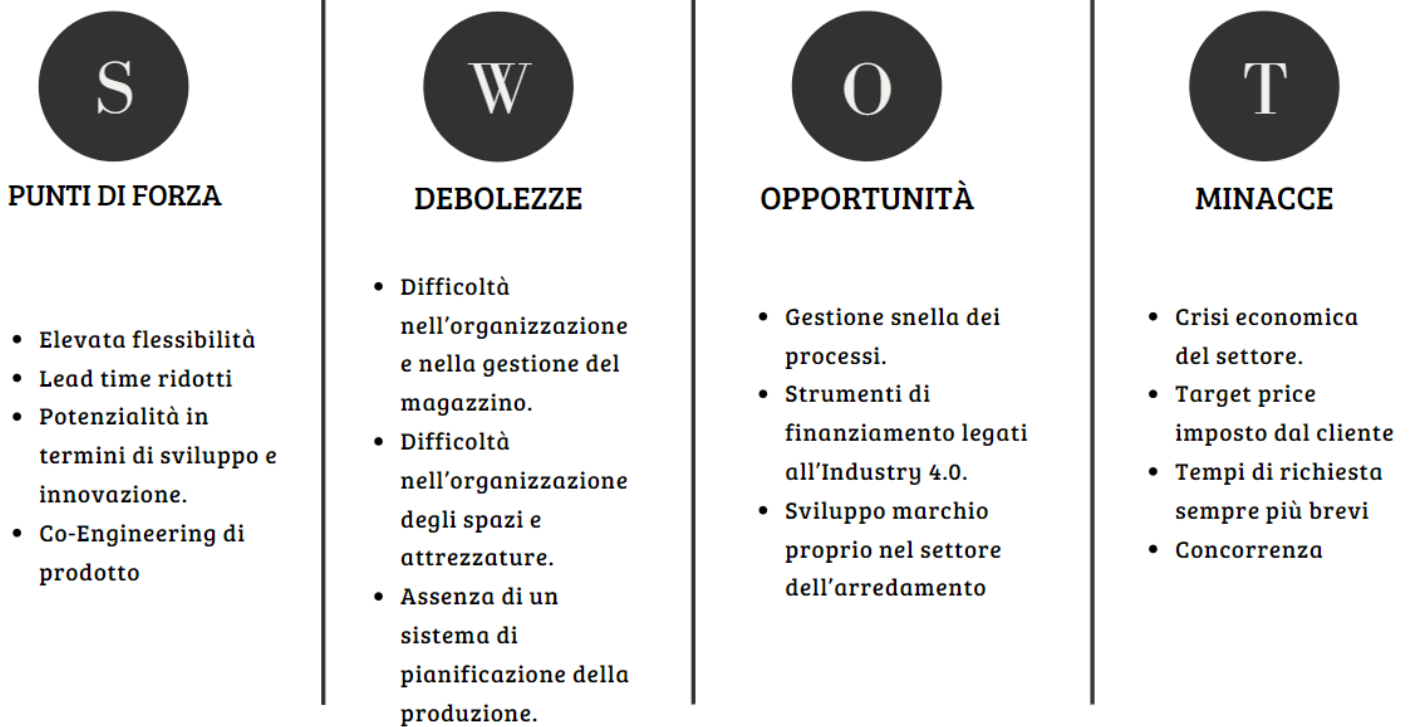 S
PUNTI DI FORZA
• Elevata flessibilità
• Lead time ridotti
• Potenzialità in
termini di sviluppo e
innovazione.
• Co-Engineering di
prodotto
W
DEBOLEZZE
• Difficoltà
nell'organizzazione
e nella gestione del
magazzino.
• Difficoltà
nell'organizzazione
degli spazi e
attrezzature.
• Assenza di un
sistema di
pianificazione della
produzione.
O
OPPORTUNITÀ
• Gestione snella dei
processi.
• Strumenti di
finanziamento legati
all'Industry 4.0.
• Sviluppo marchio
proprio nel settore
dell'arredamento
T
MINACCE
• Crisi economica
del settore.
• Target price
imposto dal cliente
• Tempi di richiesta
sempre più brevi
• Concorrenza